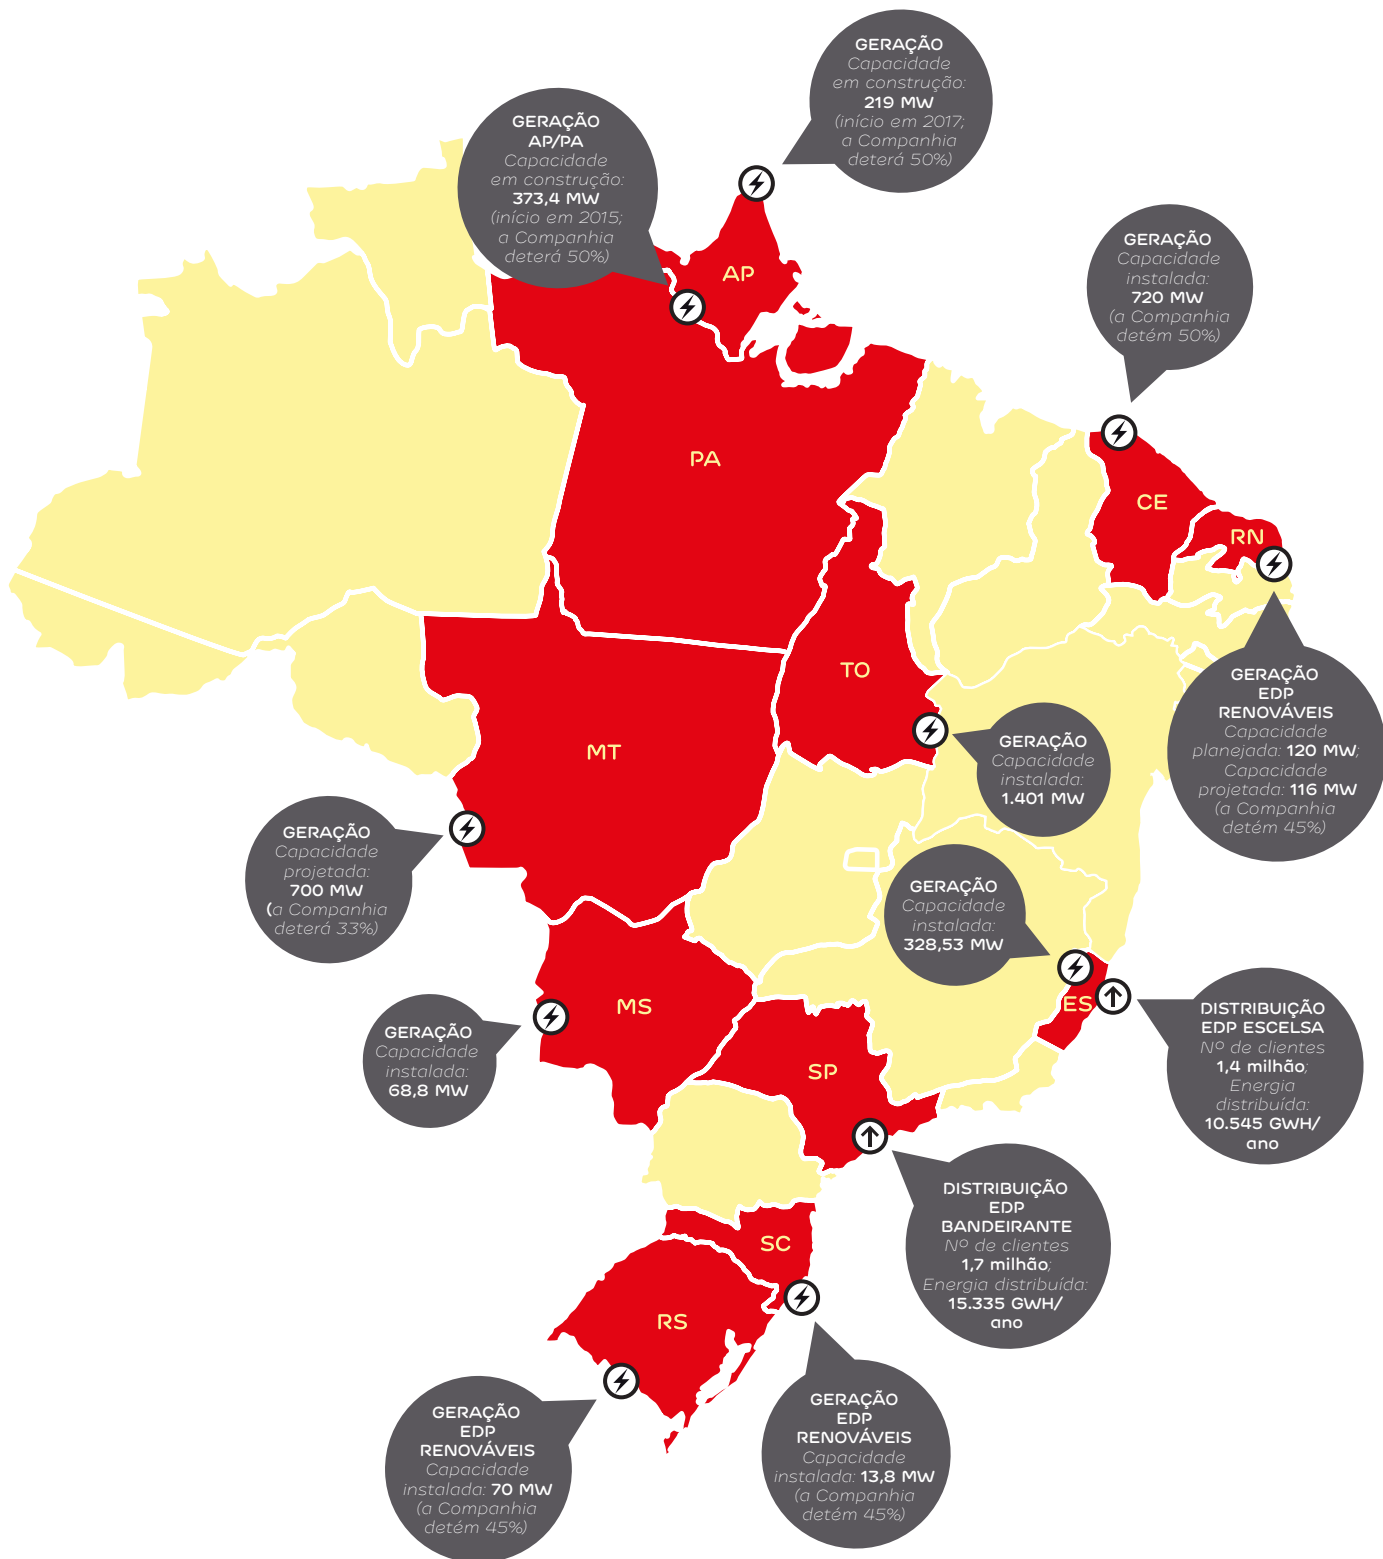 GERAÇÃO
Capacidade
em construção:
219 MW
(início em 2017;
a Companhia
deterá 50%)
GERAÇÃO
AP/PA
Capacidade
em construção:
373,4 MW
(início em 2015;
a Companhia
deterá 50%)
GERAÇÃO
Capacidade
instalada:
720 MW
(a Companhia
detém 50%)
AP
PA
CE
RN
TO
MT
GERAÇÃO
EDP
RENOVÁVEIS
Capacidade
planejada: 120 MW;
Capacidade
projetada: 116 MW
(a Companhia
detém 45%)
GERAÇÃO
Capacidade
instalada:
1.401 MW
GERAÇÃO
Capacidade
projetada:
700 MW
(a Companhia
deterá 33%)
GERAÇÃO
Capacidade
instalada:
328,53 MW
MS
ES
SP
GERAÇÃO
Capacidade
instalada:
68,8 MW
DISTRIBUIÇÃO
EDP ESCELSA
Nº de clientes
1,4 milhão;
Energia
distribuída:
10.545 GWH/
ano
DISTRIBUIÇÃO
EDP
BANDEIRANTE
Nº de clientes
1,7 milhão;
Energia distribuída:
15.335 GWH/
ano
SC
RS
GERAÇÃO
EDP
RENOVÁVEIS
Capacidade
instalada: 70 MW
(a Companhia
detém 45%)
GERAÇÃO
EDP
RENOVÁVEIS
Capacidade
instalada: 13,8 MW
(a Companhia
detém 45%)